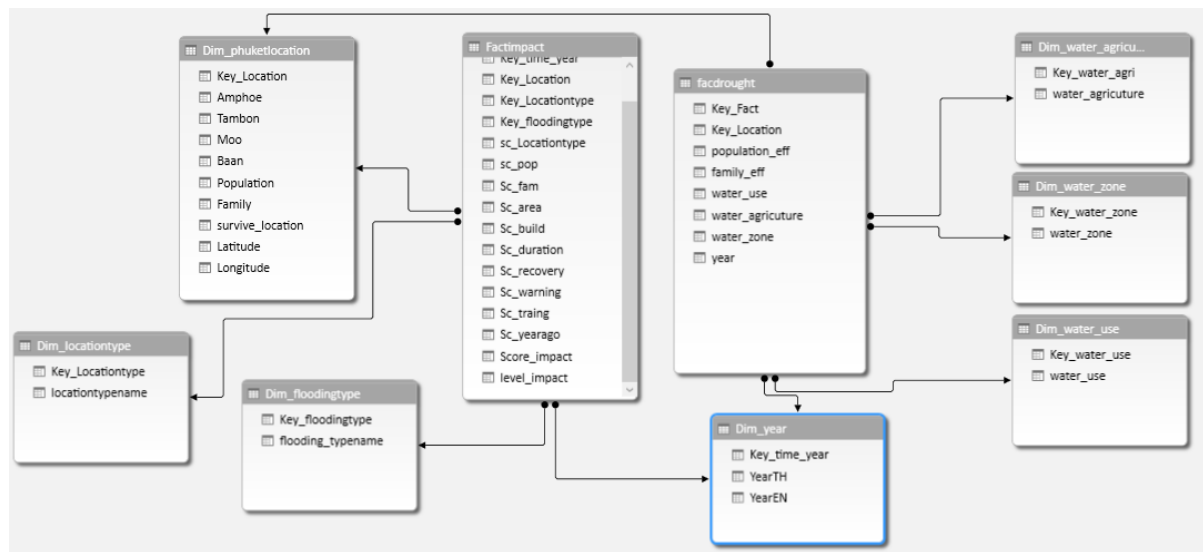 Dim_phuketlocation
Key_Location
Amphoe
Tambon
Moo
Baan
Population
Family
survive_location
Latitude
Longitude
Factimpact
Key_time_year
Key_Location
Key_Locationtype
Key_floodingtype
sc_Locationtype
sc_pop
Sc_fam
Sc_area
Sc_build
Sc_duration
Sc_recovery
Sc_warning
Sc_traing
Sc_yearago
Score_impact
level_impact
facdrought
Key_Fact
Key_Location
population_eff
family_eff
water_use
water_agricuture
water_zone
year
Dim_water_agricu...
Key_water_agri
water_agricuture
Dim_water_zone
Key_water_zone
water_zone
Dim_water_use
Key_water_use
water_use
Dim_locationtype
Key_Locationtype
locationtypename
Dim_floodingtype
Key_floodingtype
flooding_typename
Dim_year
Key_time_year
YearTH
YearEN